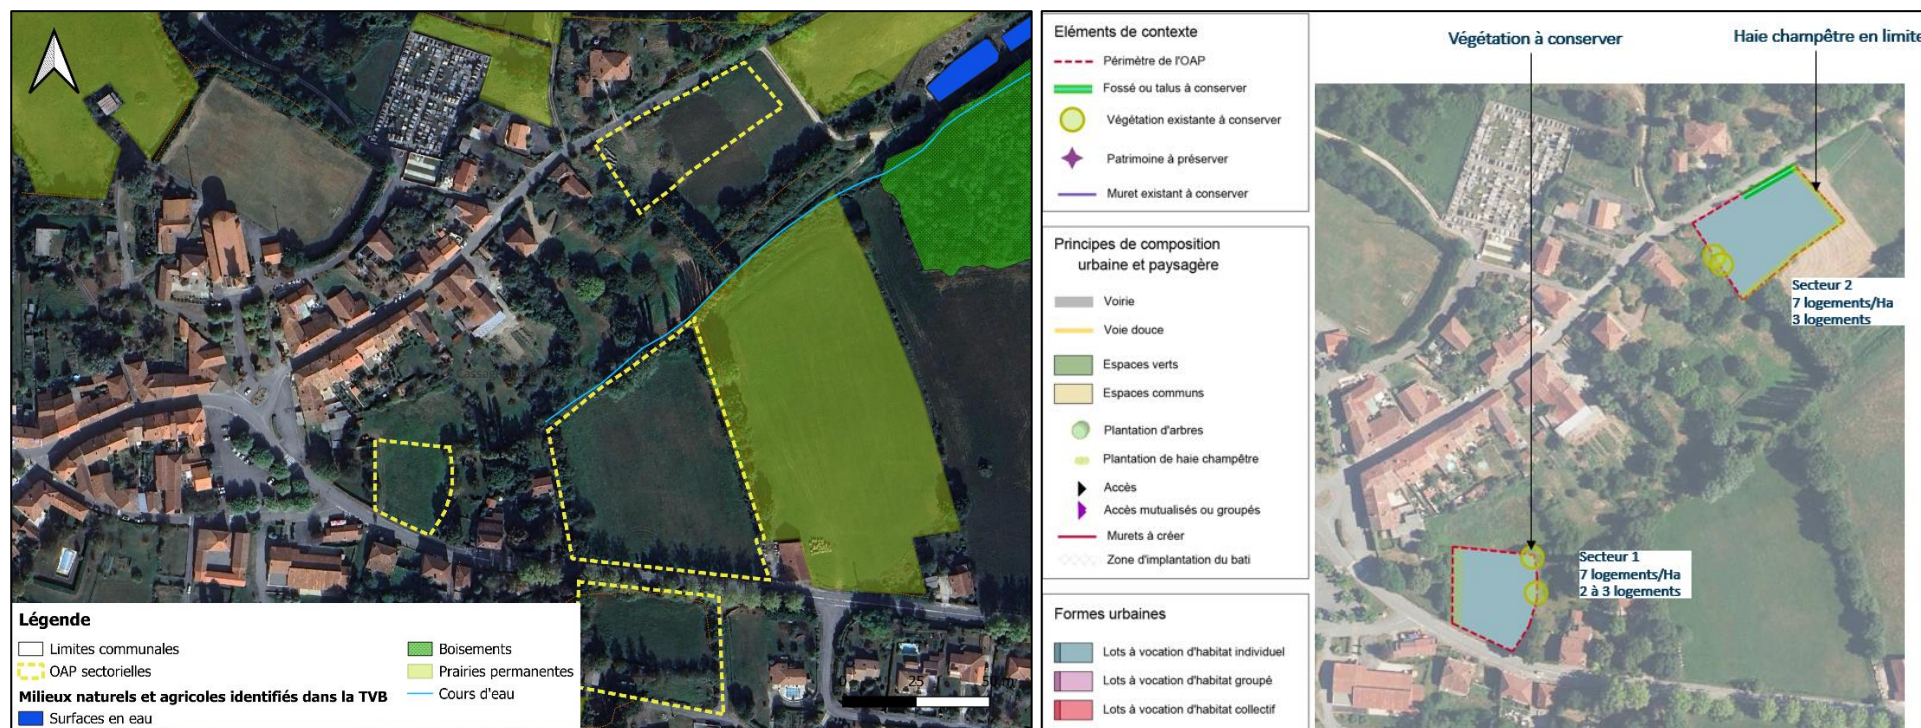 Légende
Limites communales
OAP sectorielles
Milieux naturels et agricoles identifiés dans la TVB
Surfaces en eau
Boisements
Prairies permanentes
Cours d'eau
0 25 50 m
Eléments de contexte
Périmètre de l'OAP
Fossé ou talus à conserver
Végétation existante à conserver
Patrimoine à préserver
Muret existant à conserver
Principes de composition
urbaine et paysagère
Voirie
Voie douce
Espaces verts
Espaces communs
Plantation d'arbres
Plantation de haie champêtre
Accès
Accès mutualisés ou groupés
Murets à créer
Zone d'implantation du bati
Formes urbaines
Lots à vocation d'habitat individuel
Lots à vocation d'habitat groupé
Lots à vocation d'habitat collectif
Végétation à conserver
Haie champêtre en limite
Secteur 2
7 logements/Ha
3 logements
Secteur 1
7 logements/Ha
2 à 3 logements